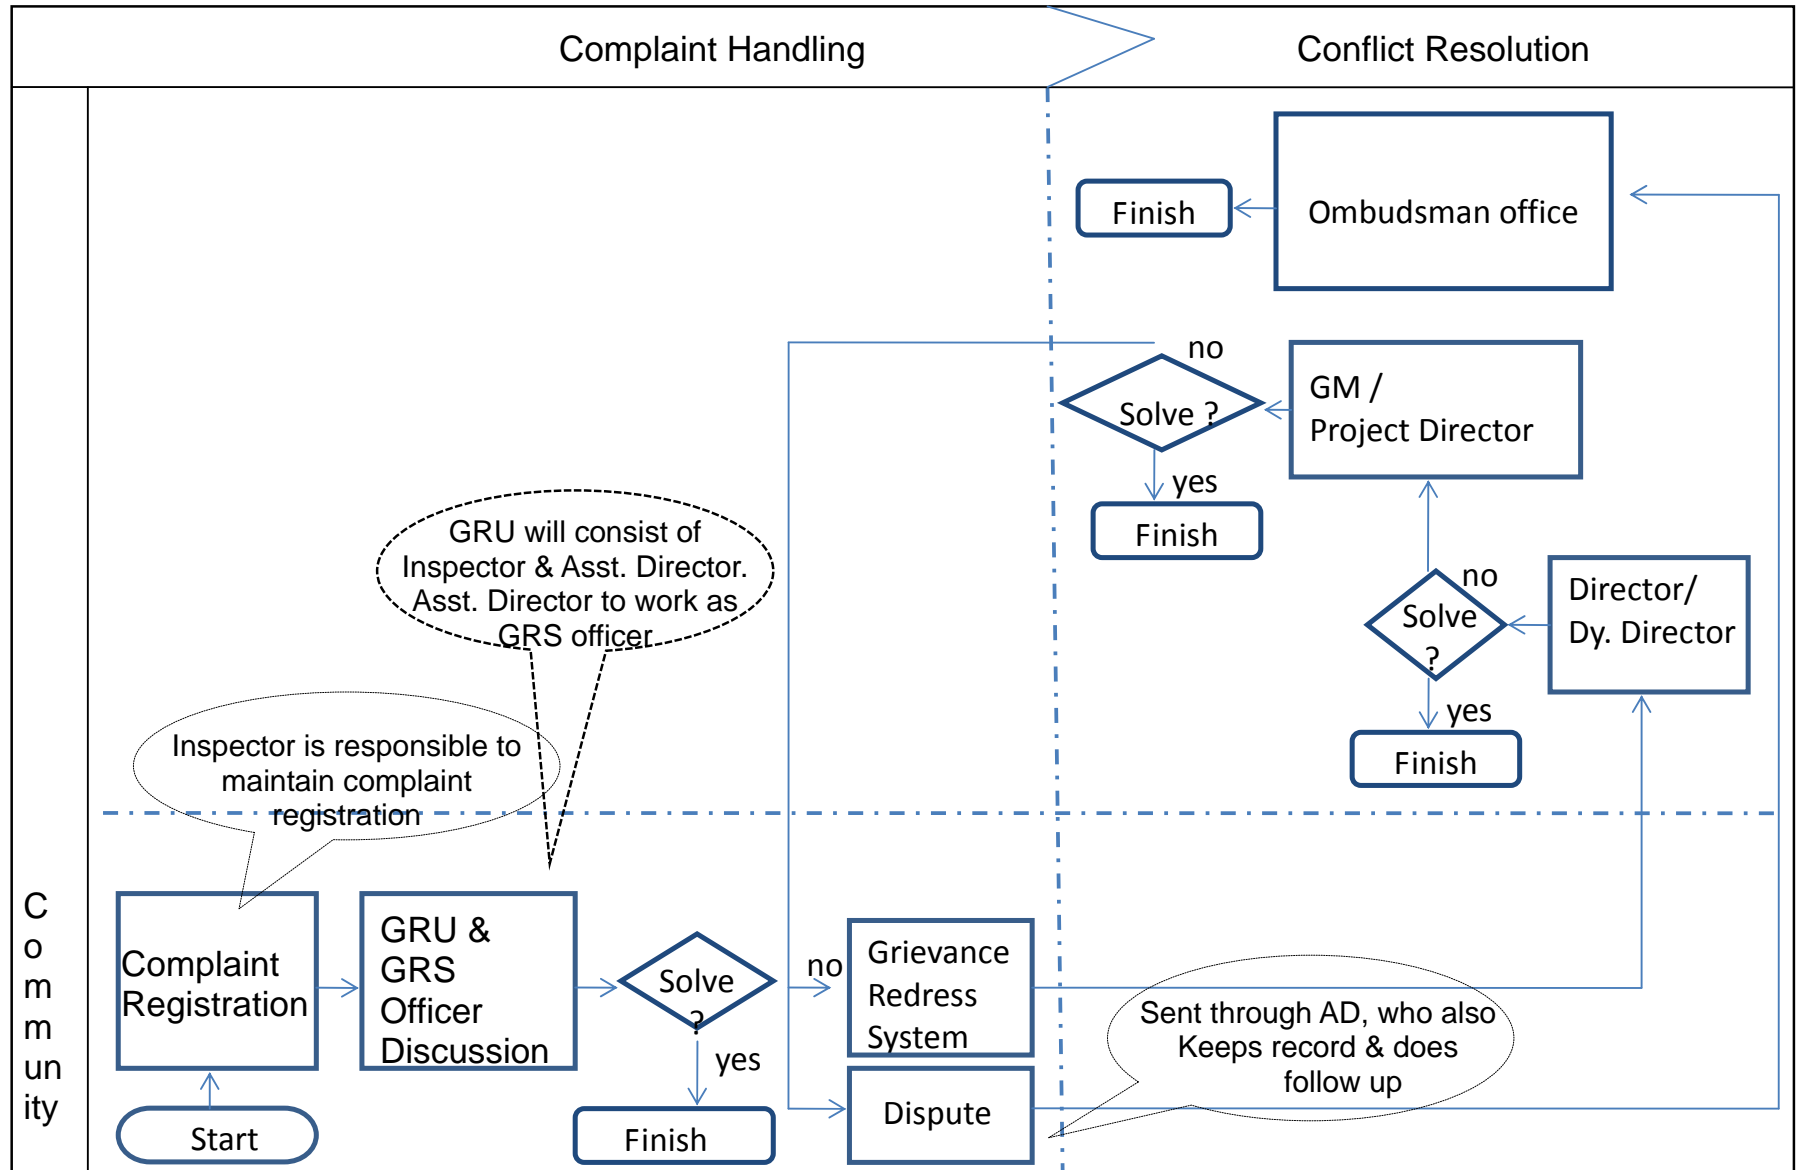 Complaint Handling
Conflict Resolution
Ombudsman office
Finish
no
Solve ?
GM /
Project Director
yes
Finish
GRU will consist of
Inspector & Asst. Director.
Asst. Director to work as
GRS officer
no
Solve
?
Director/
Dy. Director
yes
Finish
Inspector is responsible to
maintain complaint
registration
C
o
m
m
un
ity
Complaint
Registration
GRU &
GRS
Officer
Discussion
Solve
?
no
Grievance
Redress
System
Sent through AD, who also
Keeps record & does
follow up
yes
Start
Finish
Dispute